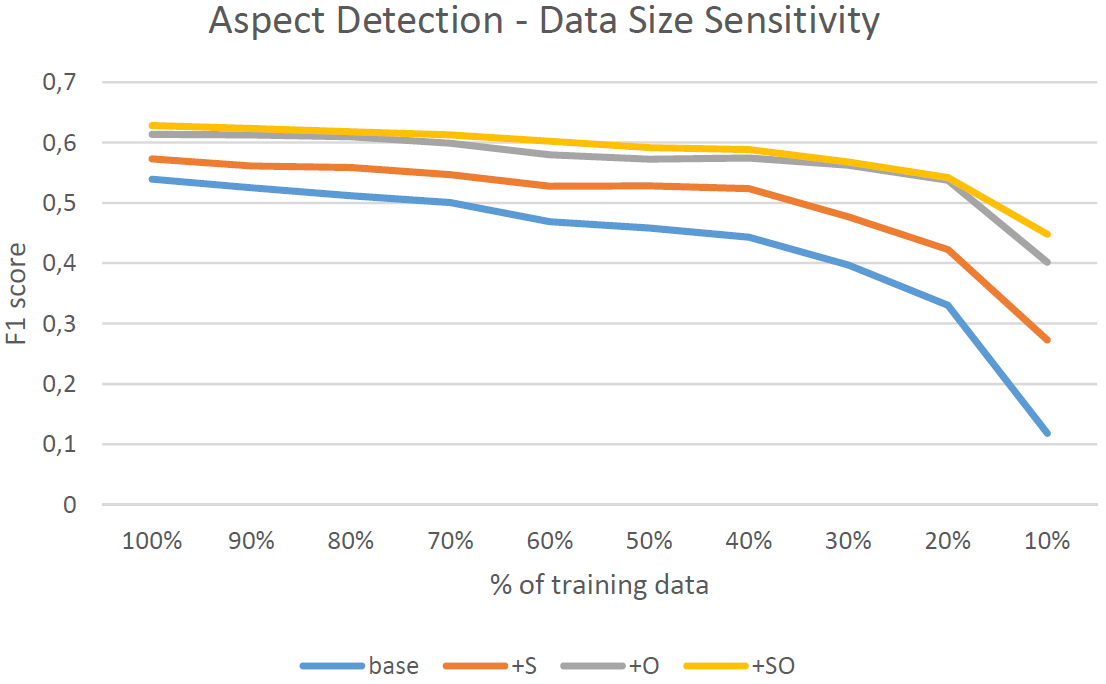 Aspect Detection - Data Size Sensitivity
0,7
0,6
0,5
0,4
0,3
0,2
0,1
0
F1 score
100% 90% 80% 70% 60% 50% 40% 30% 20% 10%
% of training data
base +S +O +SO